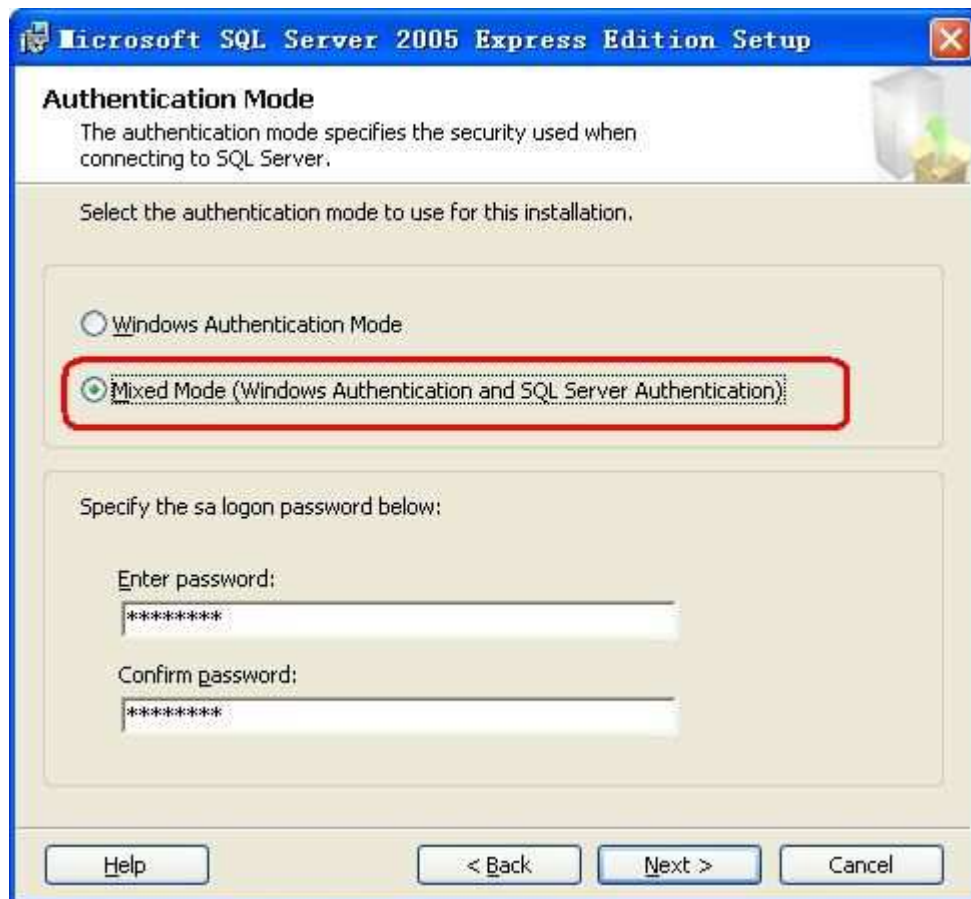 Microsoft SQL Server 2005 Express Edition Setup
Authentication Mode
The authentication mode specifies the security used when
connecting to SQL Server.
Select the authentication mode to use for this installation.
Windows Authentication Mode
Mixed Mode (Windows Authentication and SQL Server Authentication)
Specify the sa logon password below:
Enter password:
********
Confirm password:
********
Help
< Back
Next >
Cancel